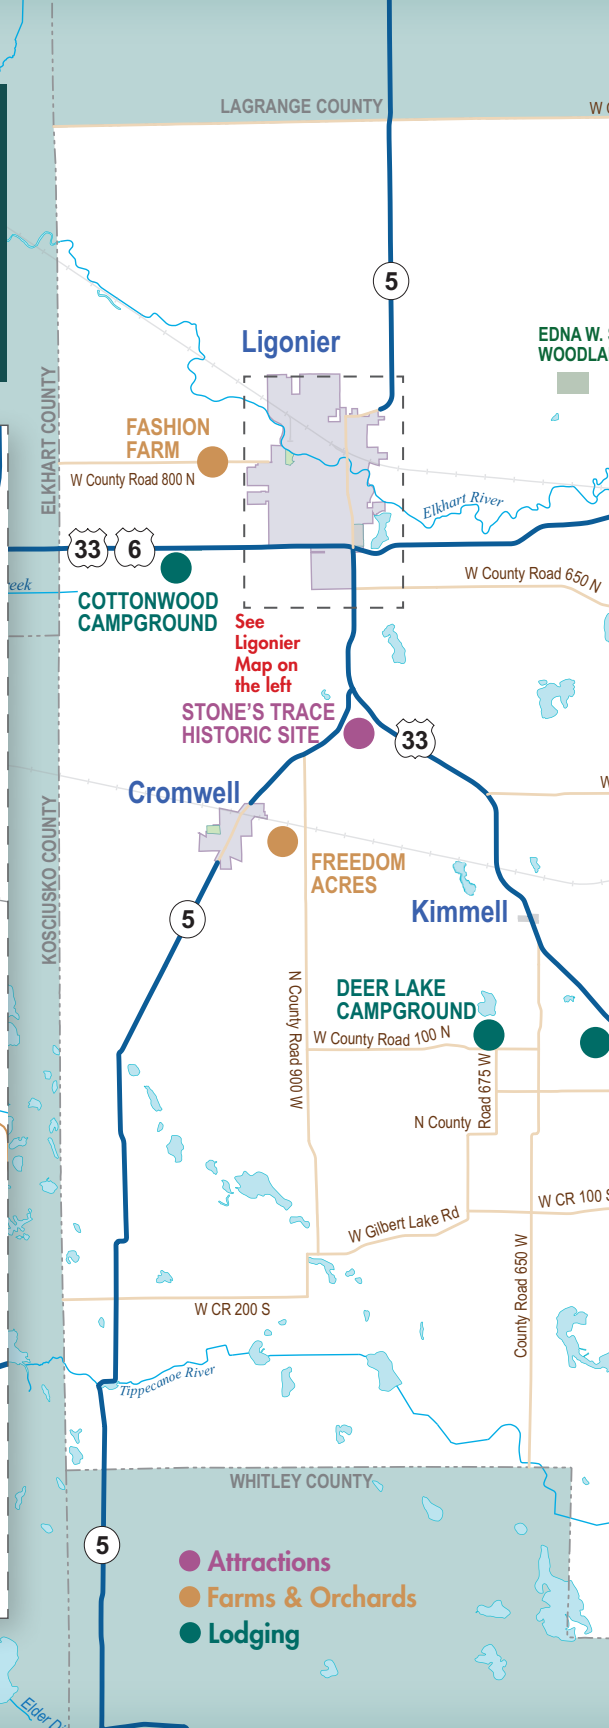 LAGRANGE COUNTY
W
5
Ligonier
EDNA W.
ELKHART COUNTY
FASHION
FARM
W County Road 800 N
Elkhart River
33
6
W County Road 650 N
COTTONWOOD
CAMPGROUND
See
Ligonier
Map on
the left
STONE'S TRACE
HISTORIC SITE
33
Cromwell
W
KOSCIUSKO COUNTY
FREEDOM
ACRES
5
Kimmell
N County Road 900 W
DEER LAKE
CAMPGROUND
W County Road 100 N
Road 675 W
N County
W CR 100 S
W Gilbert Lake Rd
County Road 650 W
W CR 200 S
Tippecanoe River
WHITLEY COUNTY
5
Attractions
Farms & Orchards
Lodging
Elder